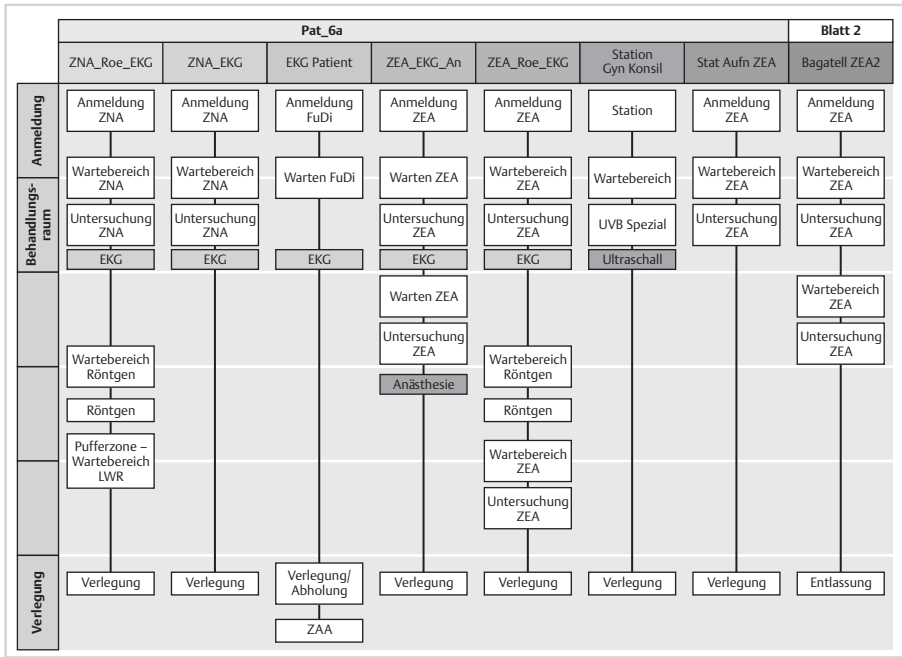 Pat_6a
Blatt 2
ZNA_Roe_EKG
ZNA_EKG
EKG Patient
ZEA_EKG_An
ZEA_Roe_EKG
Station
Gyn Konsil
Stat Aufn ZEA
Bagatell ZEA2
Anmeldung
Anmeldung
ZNA
Anmeldung
ZNA
Anmeldung
FuDi
Anmeldung
ZEA
Anmeldung
ZEA
Station
Anmeldung
ZEA
Anmeldung
ZEA
Wartebereich
ZNA
Wartebereich
ZNA
Warten FuDi
Warten ZEA
Wartebereich
ZEA
Wartebereich
Wartebereich
ZEA
Wartebereich
ZEA
Behandlungs-
raum
Untersuchung
ZNA
Untersuchung
ZNA
Untersuchung
ZEA
Untersuchung
ZEA
UVB Spezial
Untersuchung
ZEA
Untersuchung
ZEA
EKG
EKG
EKG
EKG
EKG
Ultraschall
Warten ZEA
Wartebereich
ZEA
Untersuchung
ZEA
Untersuchung
ZEA
Wartebereich
Röntgen
Wartebereich
Röntgen
Anästhesie
Röntgen
Röntgen
Pufferzone –
Wartebereich
LWR
Wartebereich
ZEA
Untersuchung
ZEA
Verlegung
Verlegung
Verlegung
Verlegung/
Abholung
Verlegung
Verlegung
Verlegung
Verlegung
Entlassung
ZAA